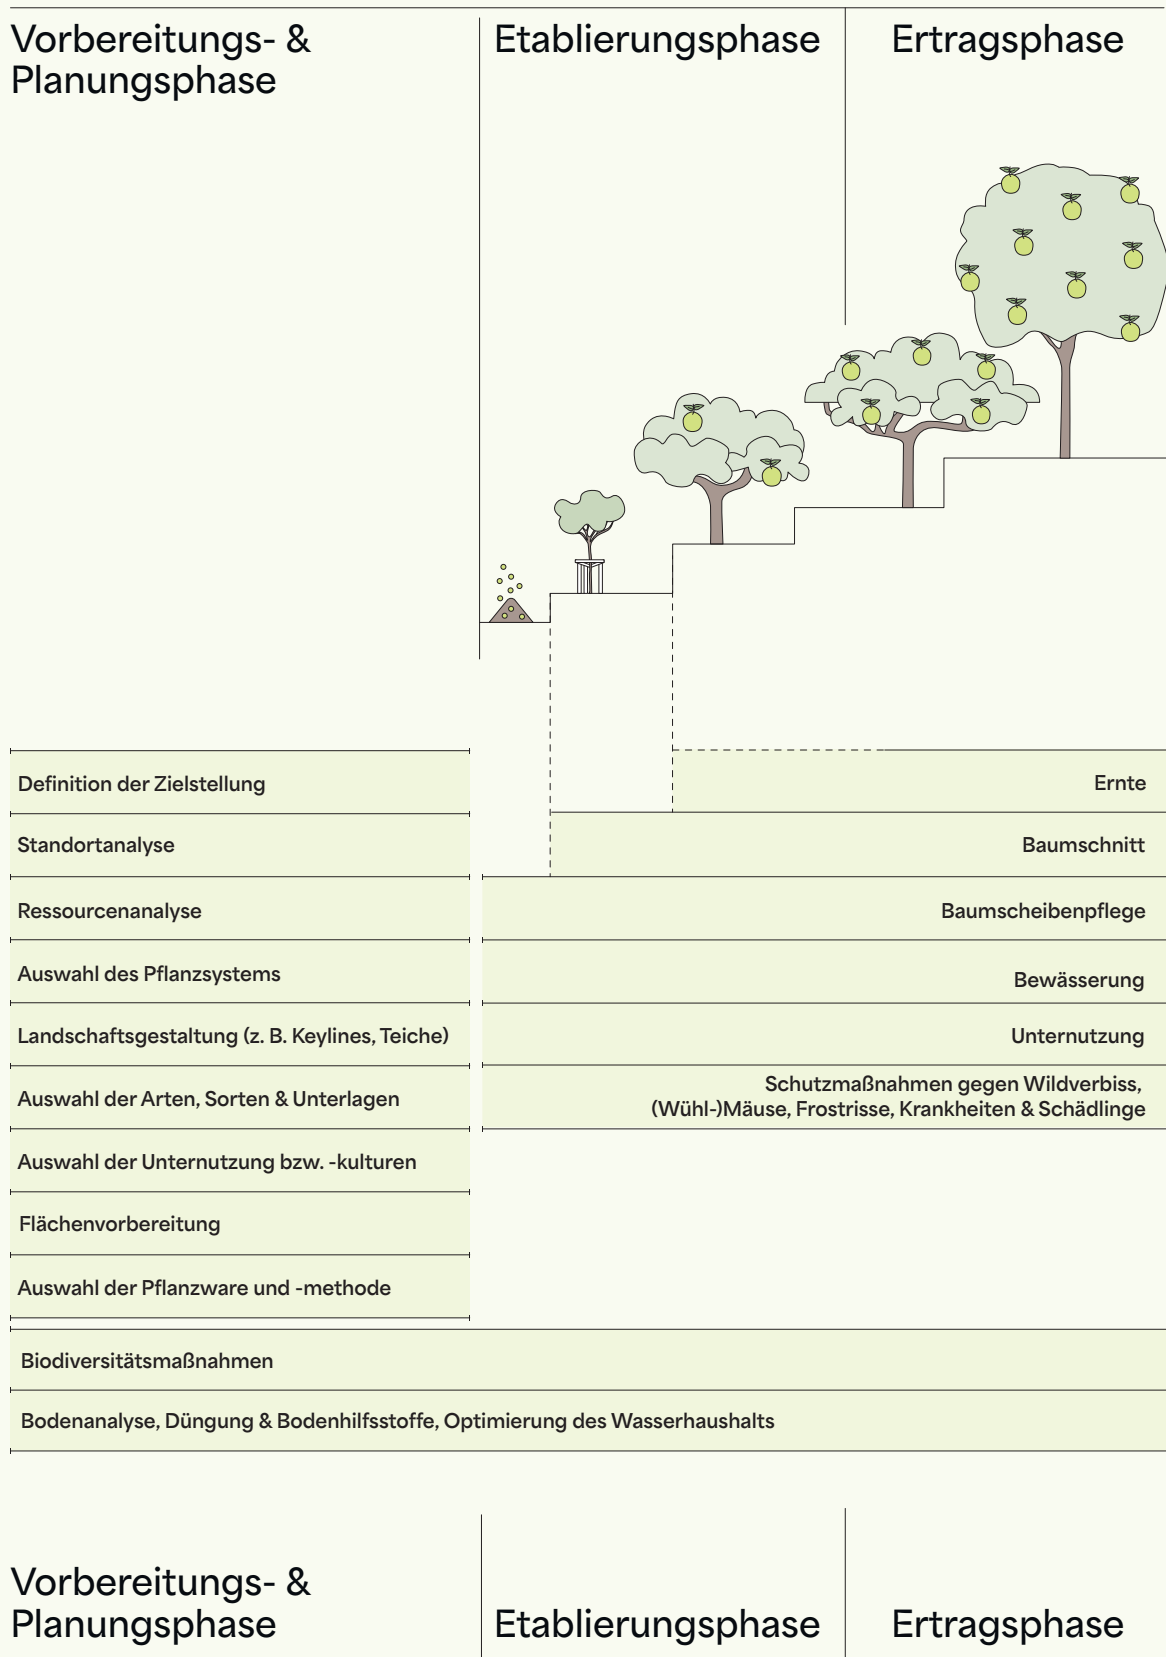 Vorbereitungs- &
Planungsphase
Etablierungsphase
Ertragsphase
Definition der Zielstellung
Standortanalyse
Ressourcenanalyse
Auswahl des Pflanzsystems
Landschaftsgestaltung (z. B. Keylines, Teiche)
Auswahl der Arten, Sorten & Unterlagen
Auswahl der Unternutzung bzw. -kulturen
Flächenvorbereitung
Auswahl der Pflanzware und -methode
Ernte
Baumschnitt
Baumscheibenpflege
Bewässerung
Unternutzung
Schutzmaßnahmen gegen Wildverbiss,
(Wühl-)Mäuse, Frostrisse, Krankheiten & Schädlinge
Biodiversitätsmaßnahmen
Bodenanalyse, Düngung & Bodenhilfsstoffe, Optimierung des Wasserhaushalts
Vorbereitungs- &
Planungsphase
Etablierungsphase
Ertragsphase